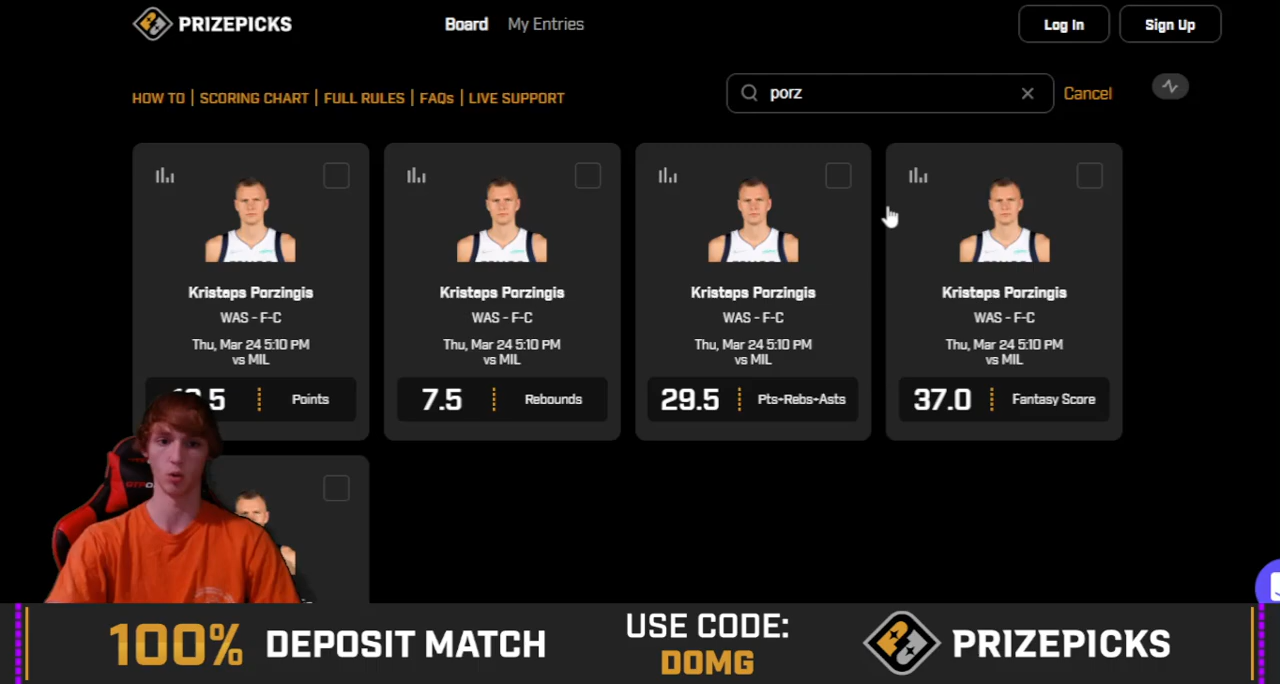 PRIZEPICKS
Board My Entries
Log In Sign Up
HOW TO | SCORING CHART | FULL RULES | FAQs | LIVE SUPPORT
porz Cancel
Kristaps Porzingis Kristaps Porzingis Kristaps Porzingis Kristaps Porzingis
WAS - F-C WAS - F-C WAS - F-C WAS - F-C
Thu, Mar 24 5:10 PM Thu, Mar 24 5:10 PM Thu, Mar 24 5:10 PM Thu, Mar 24 5:10 PM
vs MIL vs MIL vs MIL vs MIL
Points 7.5 Rebounds 29.5 Pts+Rebs+Asts 37.0 Fantasy Score
100% DEPOSIT MATCH
USE CODE:
DOMG
PRIZEPICKS